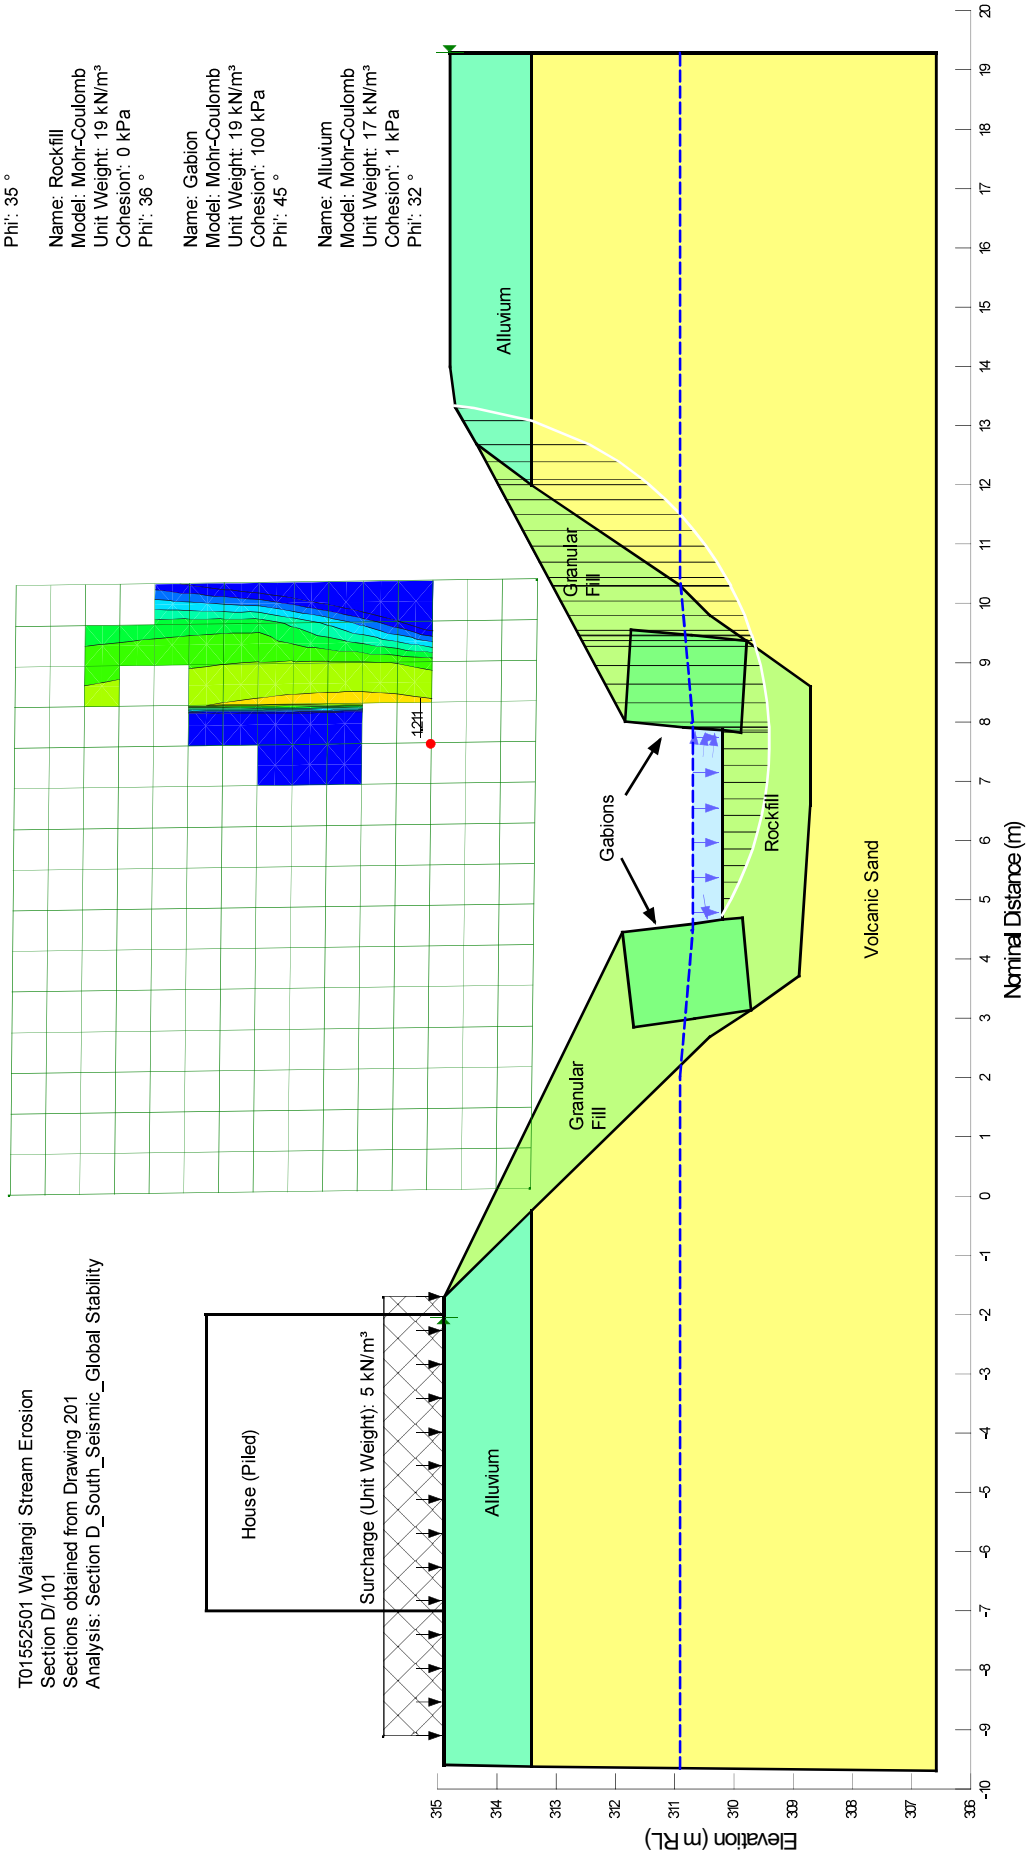 T01552501 Waitangi Stream Erosion
Section D/101
Sections obtained from Drawing 201
Analysis: Section D_South_Seismic_Global Stability
Phi': 35 °
Name: Rockfill
Model: Mohr-Coulomb
Unit Weight: 19 kN/m³
Cohesion': 0 kPa
Phi': 36 °
Name: Gabion
Model: Mohr-Coulomb
Unit Weight: 19 kN/m³
Cohesion': 100 kPa
Phi': 45 °
Name: Alluvium
Model: Mohr-Coulomb
Unit Weight: 17 kN/m³
Cohesion': 1 kPa
Phi': 32 °
House (Piled)
Surcharge (Unit Weight): 5 kN/m³
1.211
Alluvium
Granular
Fill
Gabions
Granular
Fill
Alluvium
Rockfill
Volcanic Sand
Elevation (m RL)
315
314
313
312
311
310
309
308
307
306
-10 -9 -8 -7 -6 -5 -4 -3 -2 -1 0 1 2 3 4 5 6 7 8 9 10 11 12 13 14 15 16 17 18 19 20
Nominal Distance (m)